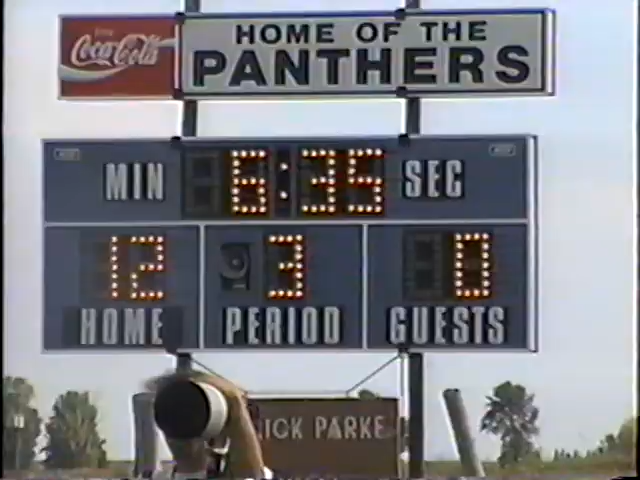 Coca-Cola
HOME OF THE
PANTHERS
MIN 6:35 SEC
12 3 0
HOME PERIOD GUESTS
ICK PARKE